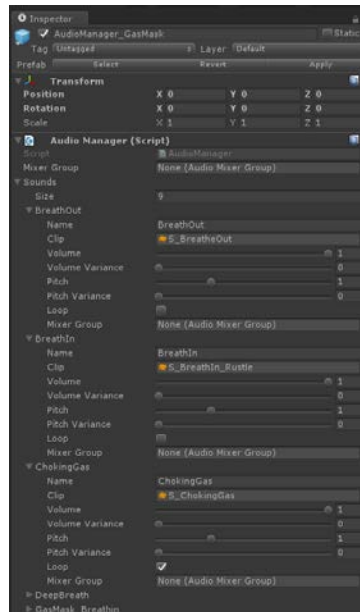 Inspector
AudioManager_GasMask Static
Tag Untagged Layer Default
Prefab Select Revert Apply
Transform
Position X 0 Y 0 Z 0
Rotation X 0 Y 0 Z 0
Scale X 1 Y 1 Z 1
Audio Manager (Script)
Script AudioManager
Mixer Group None (Audio Mixer Group)
Sounds
Size 9
BreathOut
Name BreathOut
Clip S_BreatheOut
Volume 1
Volume Variance 0
Pitch 1
Pitch Variance 0
Loop
Mixer Group None (Audio Mixer Group)
BreathIn
Name BreathIn
Clip S_BreathIn_Rustle
Volume 1
Volume Variance 0
Pitch 1
Pitch Variance 0
Loop
Mixer Group None (Audio Mixer Group)
ChokingGas
Name ChokingGas
Clip S_ChokingGas
Volume 1
Volume Variance 0
Pitch 1
Pitch Variance 0
Loop
Mixer Group None (Audio Mixer Group)
DeepBreath
GasMask_Breathin